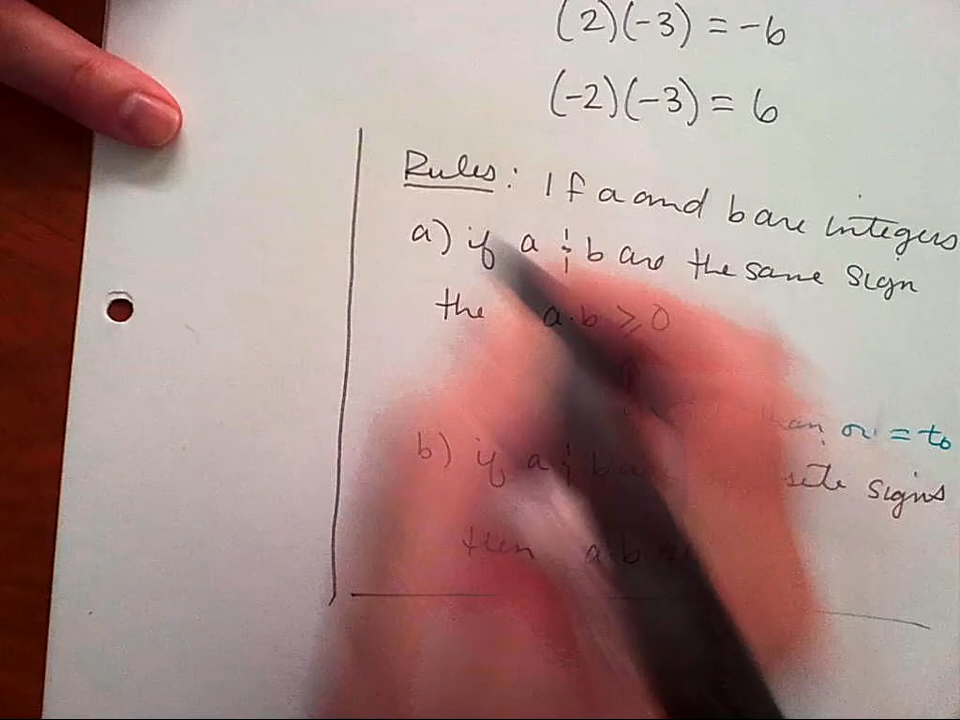 (2)(-3) = -6
(-2)(-3) = 6
Rules: If a and b are integers
a) if a & b are the same sign
the a·b ⩾ 0
an or = to
b) if a & b site signs
then a·b